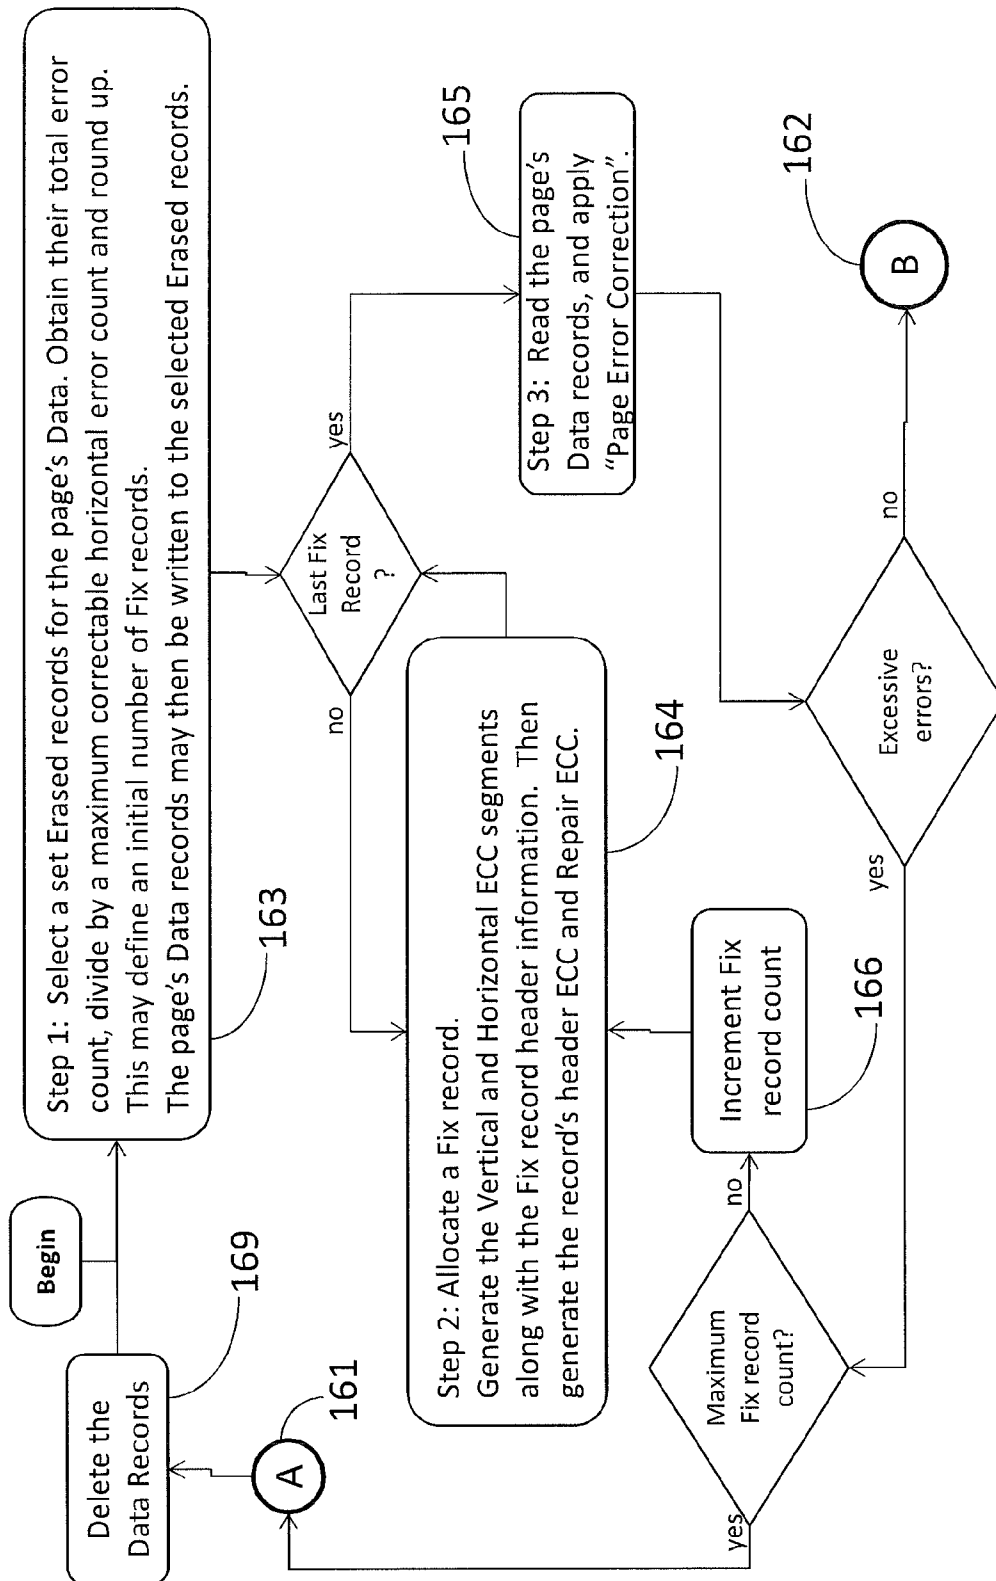 Begin
Delete the
Data Records
169
A
161
Step 1: Select a set Erased records for the page's Data. Obtain their total error
count, divide by a maximum correctable horizontal error count and round up.
This may define an initial number of Fix records.
The page's Data records may then be written to the selected Erased records.
163
Last Fix
Record
?
no
yes
Step 2: Allocate a Fix record.
Generate the Vertical and Horizontal ECC segments
along with the Fix record header information. Then
generate the record's header ECC and Repair ECC.
164
Step 3: Read the page's
Data records, and apply
“Page Error Correction”.
165
Increment Fix
record count
166
Maximum
Fix record
count?
yes
no
Excessive
errors?
yes
no
B
162